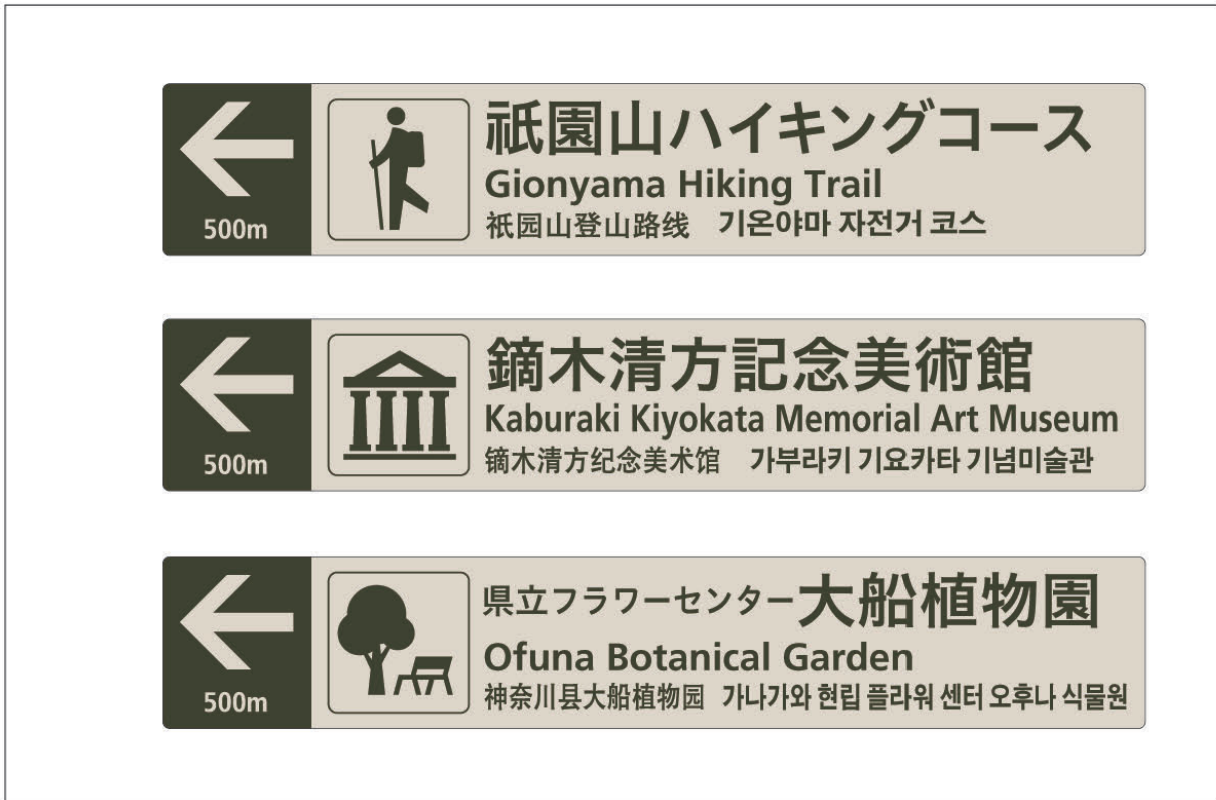 祇園山ハイキングコース
Gionyama Hiking Trail
祇园山登山路线 기온야마 자전거 코스
500m
鏑木清方記念美術館
Kaburaki Kiyokata Memorial Art Museum
镝木清方纪念美术馆 가부라키 기요카타 기념미술관
500m
県立フラワーセンター大船植物園
Ofuna Botanical Garden
神奈川县大船植物园 가나가와 현립 플라워 센터 오후나 식물원
500m